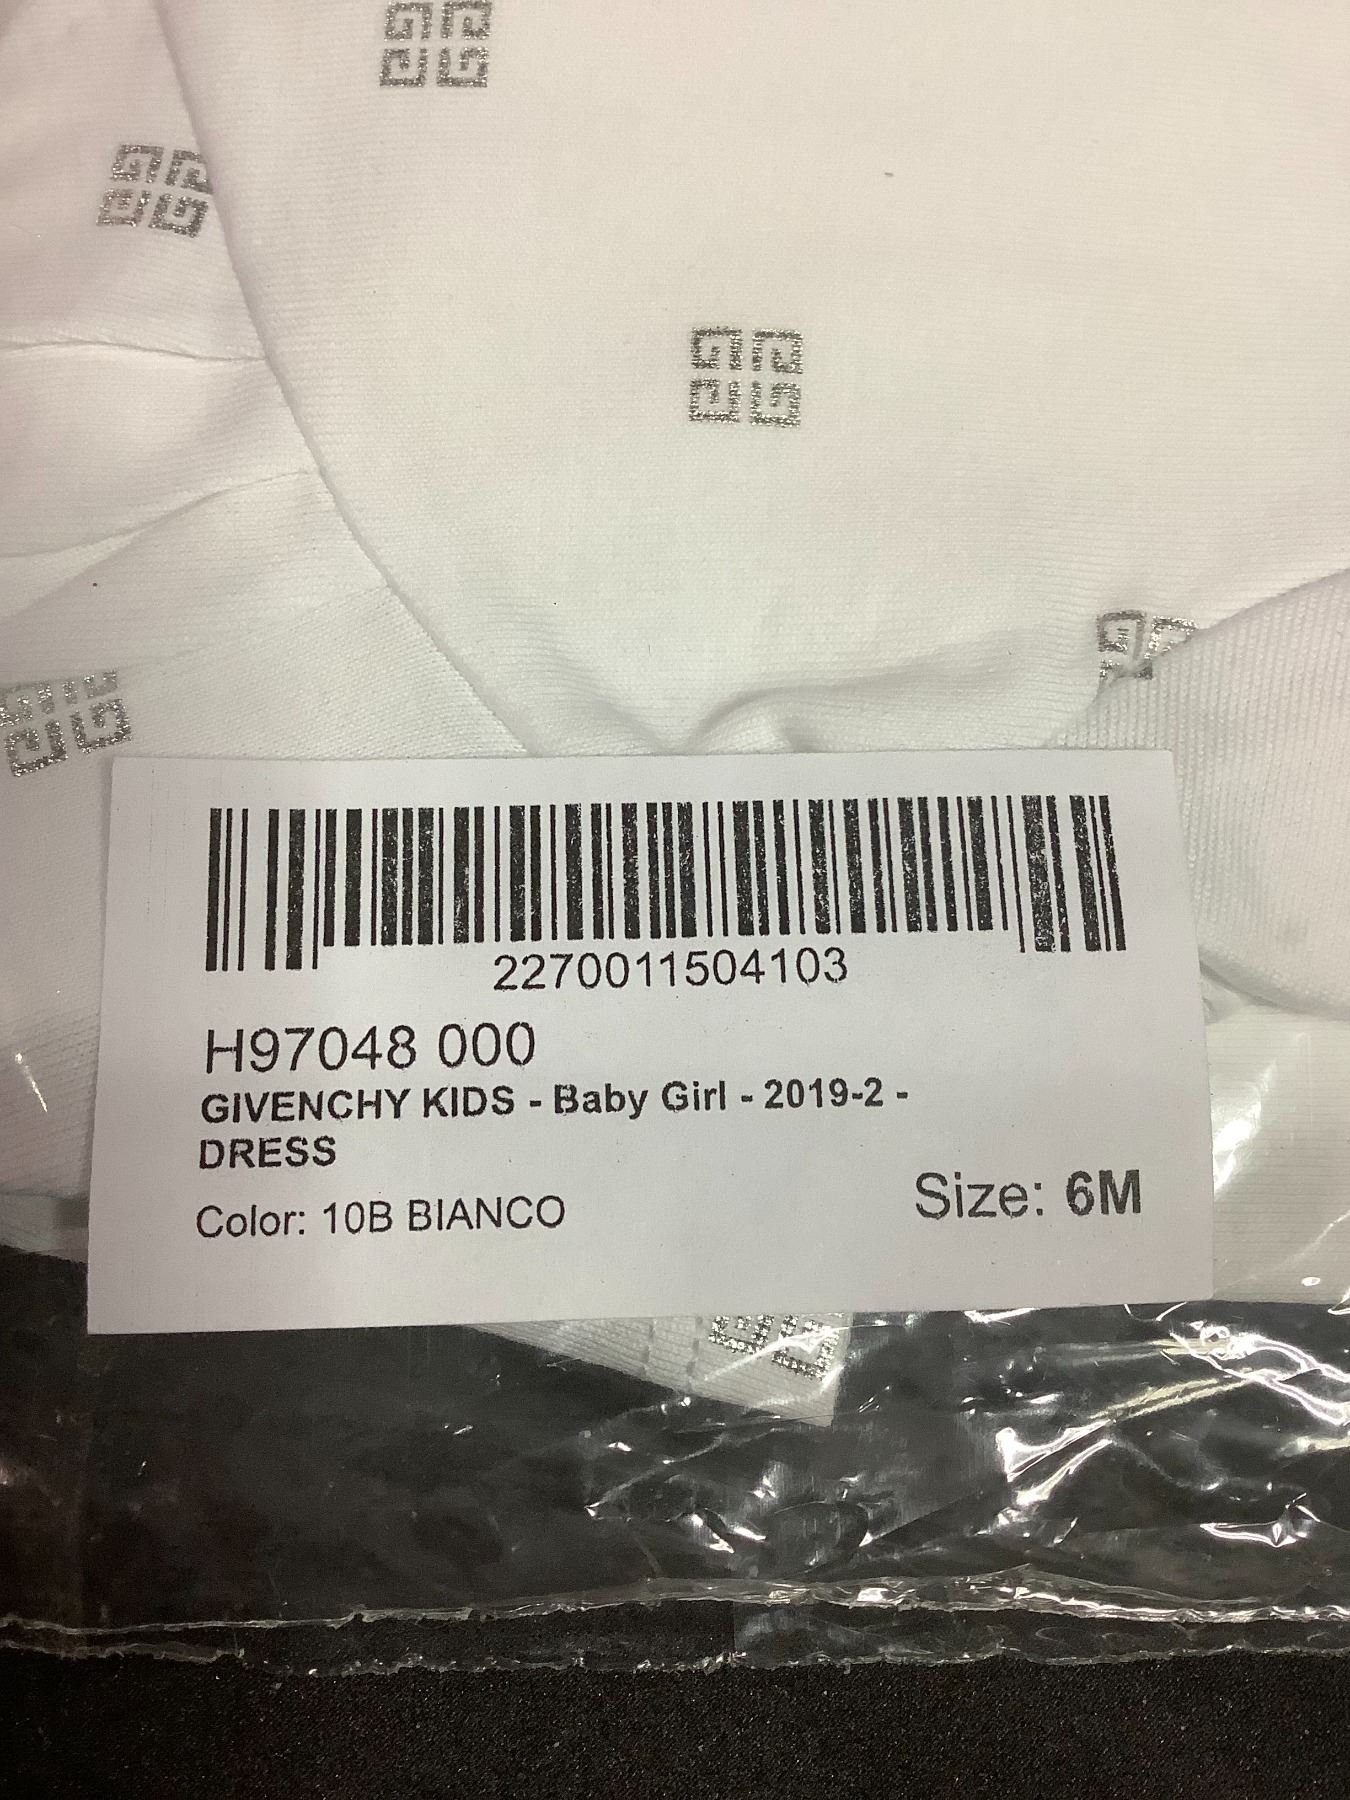 2270011504103
H97048 000
GIVENCHY KIDS - Baby Girl - 2019-2 -
DRESS
Color: 10B BIANCO
Size: 6M